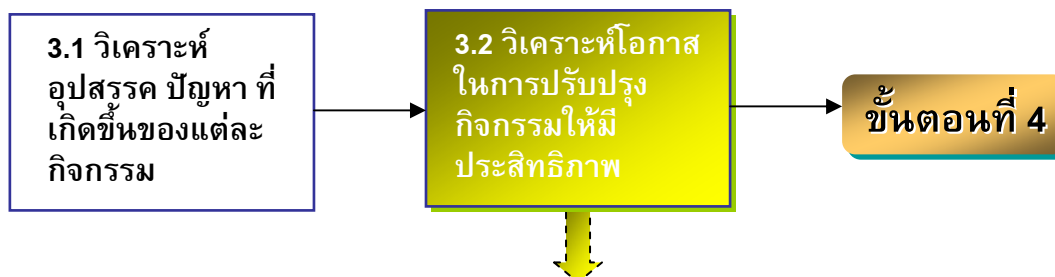 3.1 วิเคราะห์
อุปสรรค ปัญหา ที่
เกิดขึ้นของแต่ละ
กิจกรรม
3.2 วิเคราะห์โอกาส
ในการปรับปรุง
กิจกรรมให้มี
ประสิทธิภาพ
ขั้นตอนที่ 4